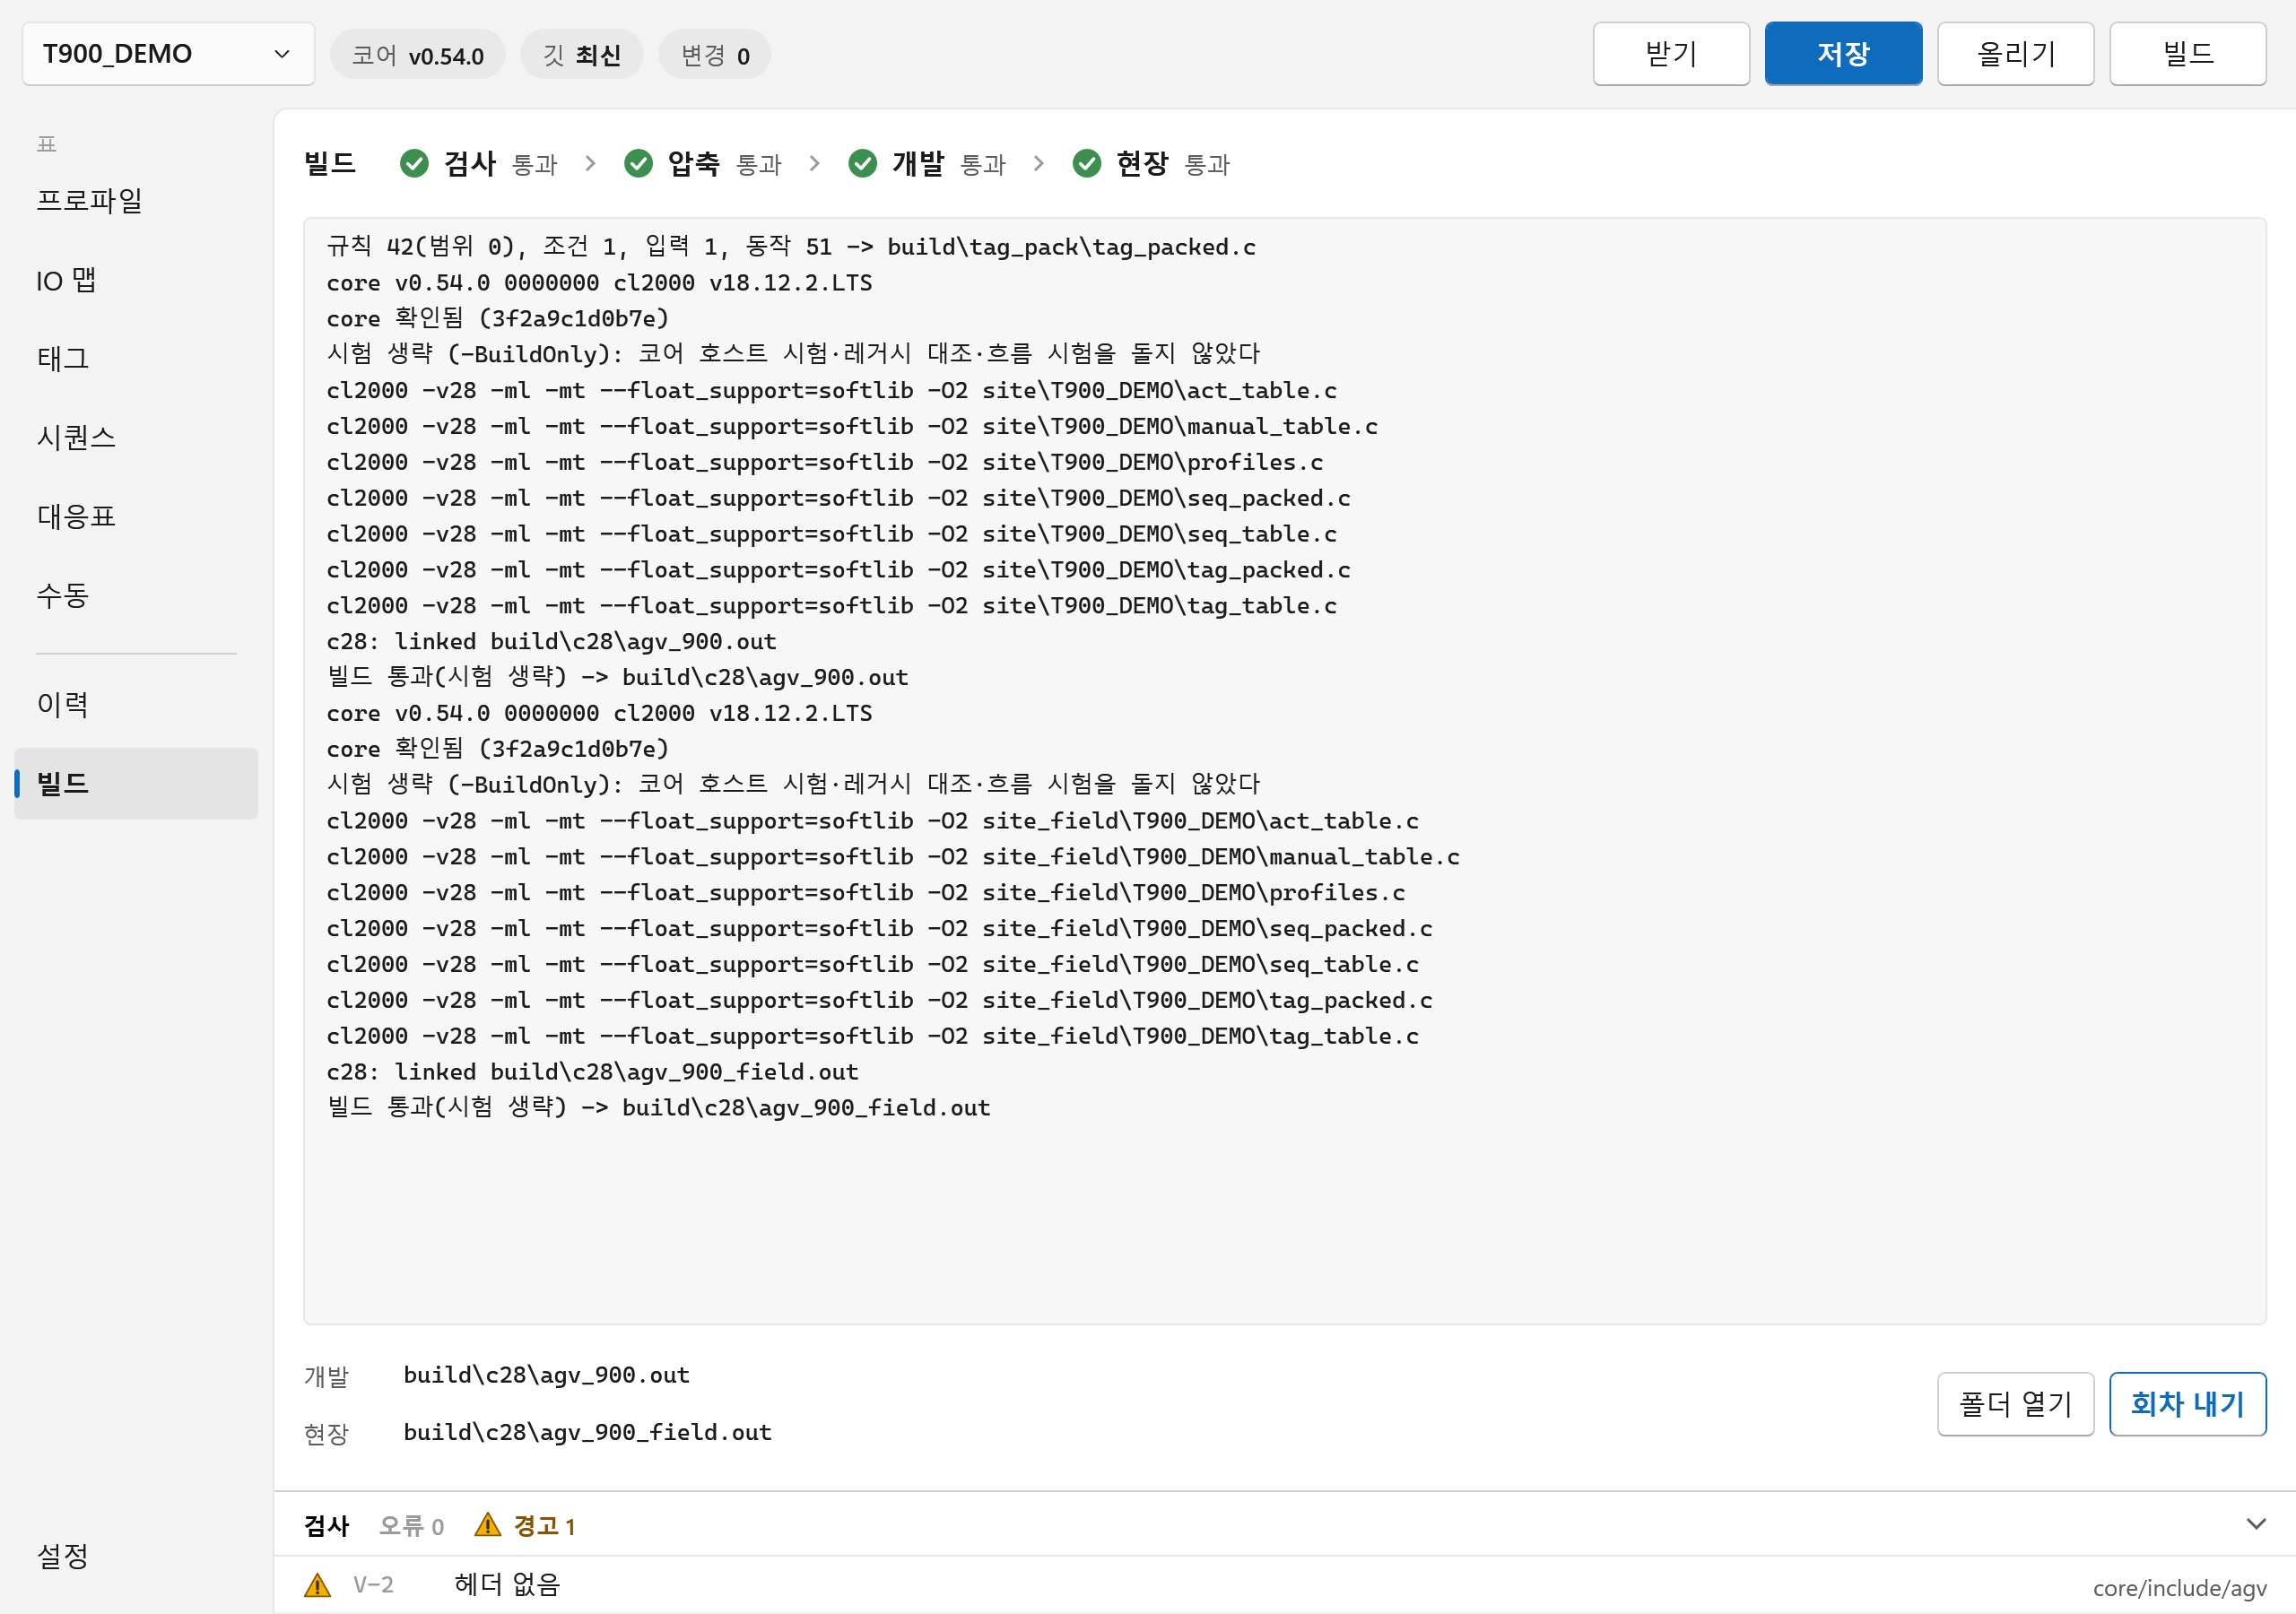 T900_DEMO
코어 v0.54.0
깃 최신
변경 0
받기
저장
올리기
빌드
표
프로파일
IO 맵
태그
시퀀스
대응표
수동
이력
빌드
설정
빌드 검사 통과 압축 통과 개발 통과 현장 통과
규칙 42(범위 0), 조건 1, 입력 1, 동작 51 -> build\tag_pack\tag_packed.c
core v0.54.0 0000000 cl2000 v18.12.2.LTS
core 확인됨 (3f2a9c1d0b7e)
시험 생략 (-BuildOnly): 코어 호스트 시험·레거시 대조·흐름 시험을 돌지 않았다
cl2000 -v28 -ml -mt --float_support=softlib -O2 site\T900_DEMO\act_table.c
cl2000 -v28 -ml -mt --float_support=softlib -O2 site\T900_DEMO\manual_table.c
cl2000 -v28 -ml -mt --float_support=softlib -O2 site\T900_DEMO\profiles.c
cl2000 -v28 -ml -mt --float_support=softlib -O2 site\T900_DEMO\seq_packed.c
cl2000 -v28 -ml -mt --float_support=softlib -O2 site\T900_DEMO\seq_table.c
cl2000 -v28 -ml -mt --float_support=softlib -O2 site\T900_DEMO\tag_packed.c
cl2000 -v28 -ml -mt --float_support=softlib -O2 site\T900_DEMO\tag_table.c
c28: linked build\c28\agv_900.out
빌드 통과(시험 생략) -> build\c28\agv_900.out
core v0.54.0 0000000 cl2000 v18.12.2.LTS
core 확인됨 (3f2a9c1d0b7e)
시험 생략 (-BuildOnly): 코어 호스트 시험·레거시 대조·흐름 시험을 돌지 않았다
cl2000 -v28 -ml -mt --float_support=softlib -O2 site_field\T900_DEMO\act_table.c
cl2000 -v28 -ml -mt --float_support=softlib -O2 site_field\T900_DEMO\manual_table.c
cl2000 -v28 -ml -mt --float_support=softlib -O2 site_field\T900_DEMO\profiles.c
cl2000 -v28 -ml -mt --float_support=softlib -O2 site_field\T900_DEMO\seq_packed.c
cl2000 -v28 -ml -mt --float_support=softlib -O2 site_field\T900_DEMO\seq_table.c
cl2000 -v28 -ml -mt --float_support=softlib -O2 site_field\T900_DEMO\tag_packed.c
cl2000 -v28 -ml -mt --float_support=softlib -O2 site_field\T900_DEMO\tag_table.c
c28: linked build\c28\agv_900_field.out
빌드 통과(시험 생략) -> build\c28\agv_900_field.out
개발 build\c28\agv_900.out
현장 build\c28\agv_900_field.out
폴더 열기
회차 내기
검사 오류 0 경고 1
V-2 헤더 없음 core/include/agv